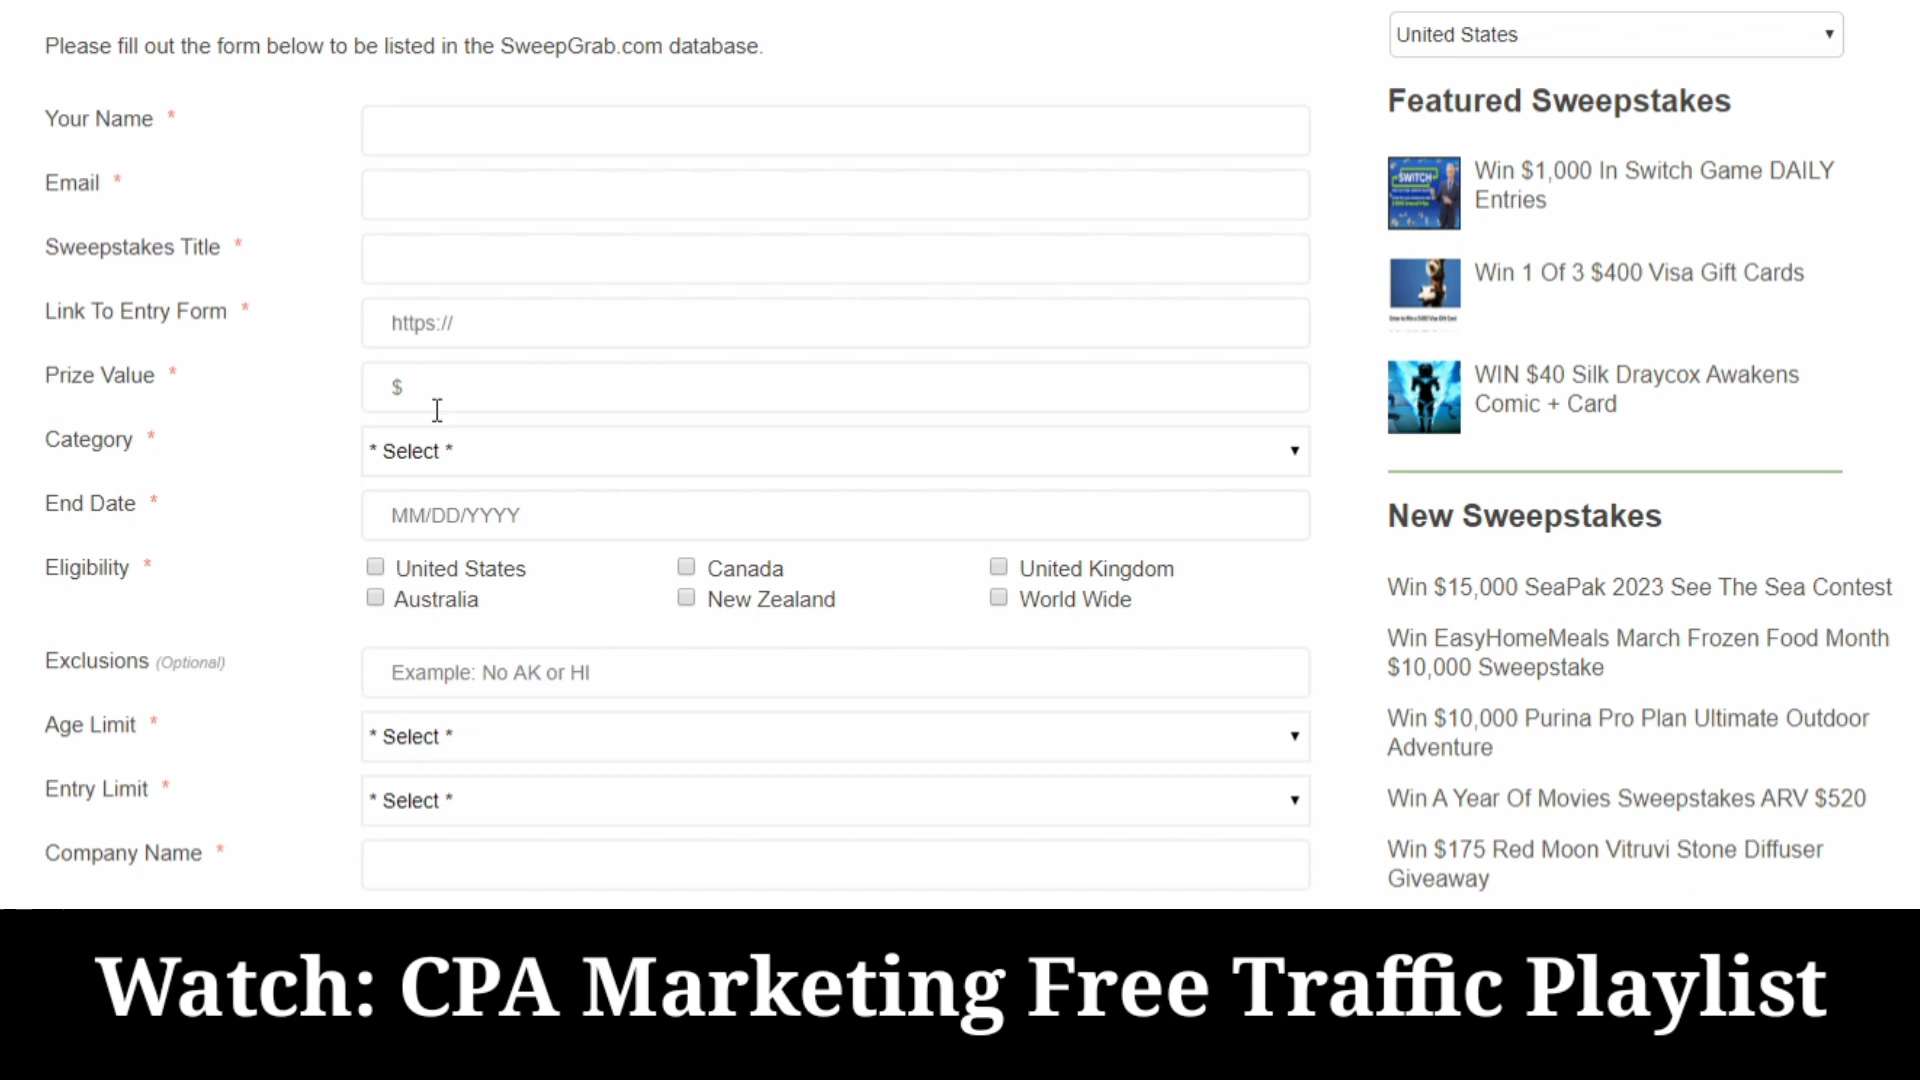 Please fill out the form below to be listed in the SweepGrab.com database.
Your Name *
Email *
Sweepstakes Title *
Link To Entry Form *
https://
Prize Value *
$
Category *
* Select *
End Date *
MM/DD/YYYY
Eligibility *
United States
Canada
United Kingdom
Australia
New Zealand
World Wide
Exclusions (Optional)
Example: No AK or HI
Age Limit *
* Select *
Entry Limit *
* Select *
Company Name *
United States
Featured Sweepstakes
SWITCH
Win $1,000 In Switch Game DAILY
Entries
Win 1 Of 3 $400 Visa Gift Cards
WIN $40 Silk Draycox Awakens
Comic + Card
New Sweepstakes
Win $15,000 SeaPak 2023 See The Sea Contest
Win EasyHomeMeals March Frozen Food Month
$10,000 Sweepstake
Win $10,000 Purina Pro Plan Ultimate Outdoor
Adventure
Win A Year Of Movies Sweepstakes ARV $520
Win $175 Red Moon Vitruvi Stone Diffuser
Giveaway
Watch: CPA Marketing Free Traffic Playlist